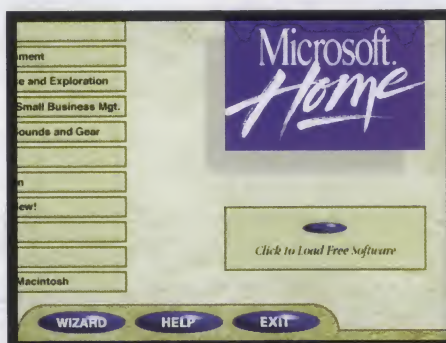 Microsoft
Home
ment
e and Exploration
Small Business Mgt.
ounds and Gear
n
ew!
Macintosh
Click to Load Free Software
WIZARD
HELP
EXIT